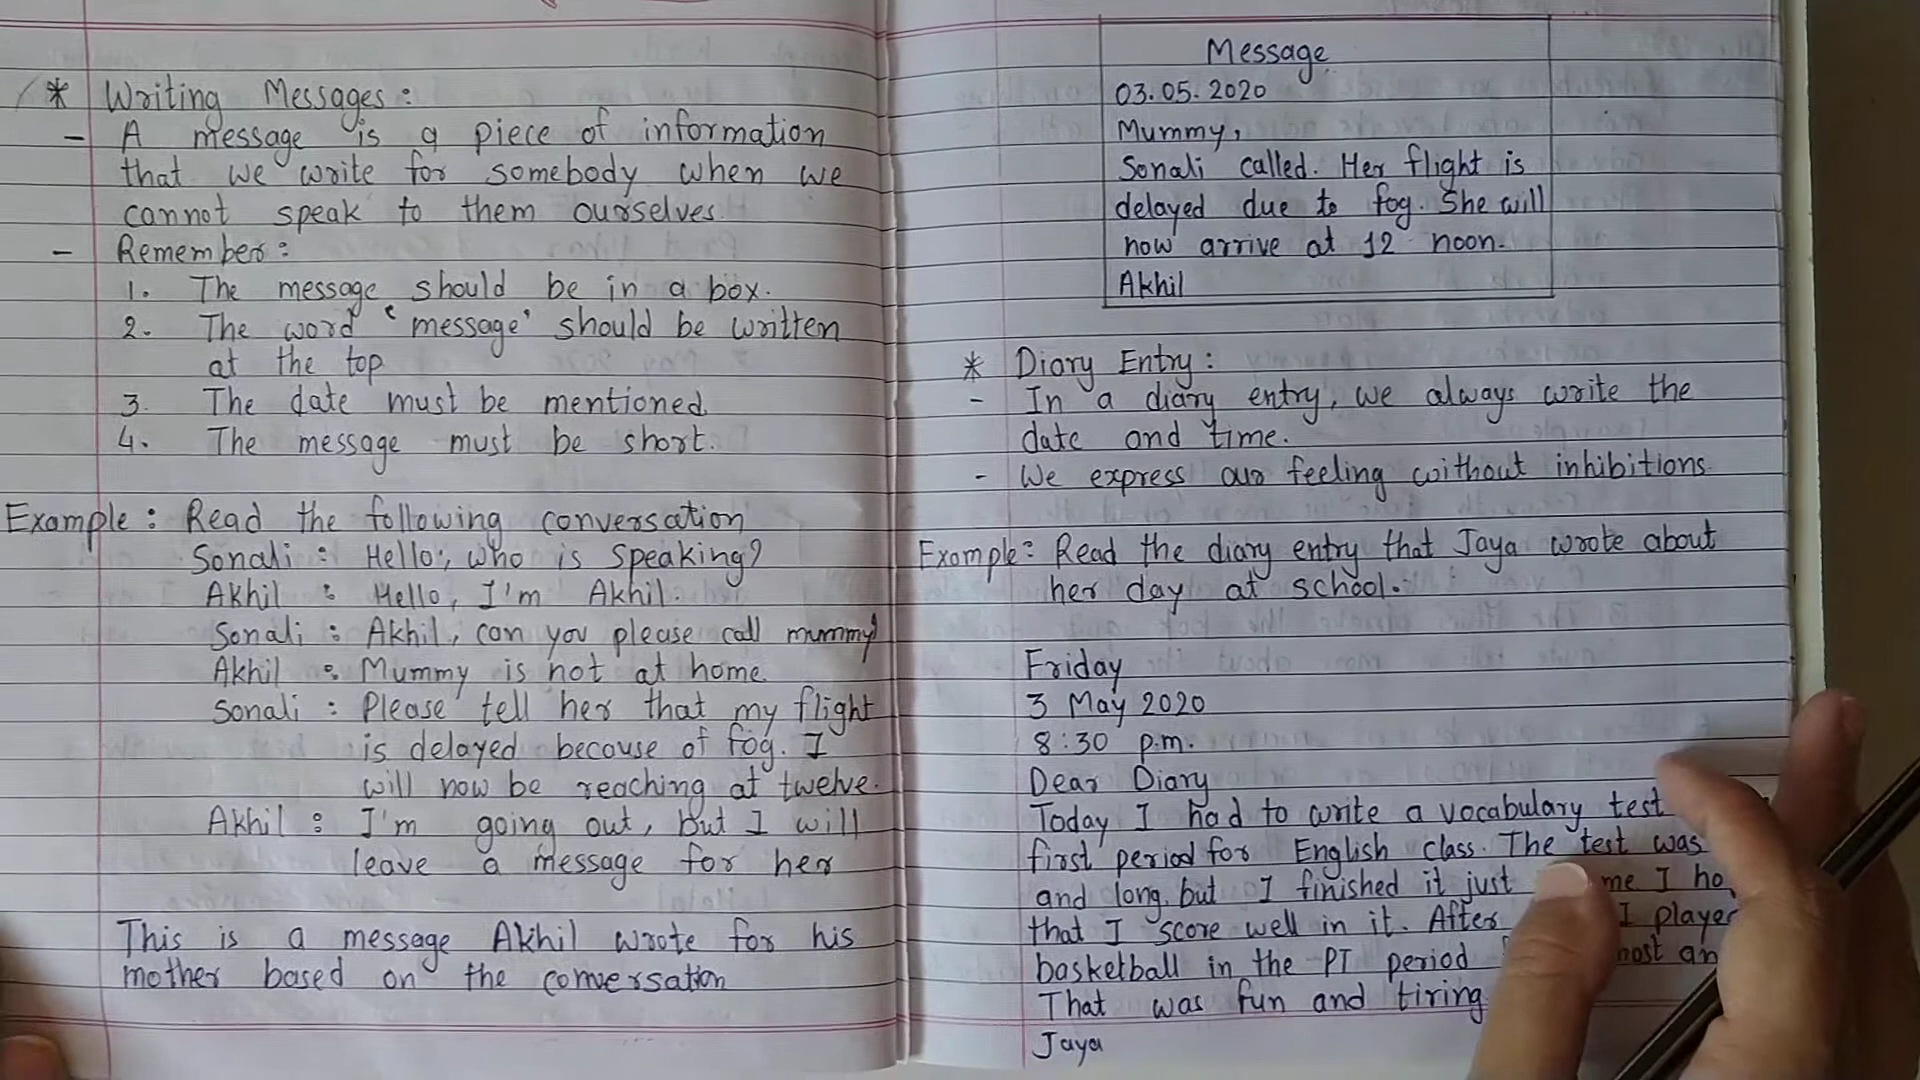 * Writing Messages :
- A message is a piece of information
that we write for somebody when we
cannot speak to them ourselves.
- Remember :
1. The message should be in a box.
2. The word 'message' should be written
at the top
3. The date must be mentioned.
4. The message must be short.
Example : Read the following conversation
Sonali : Hello, who is speaking?
Akhil : Hello, I'm Akhil.
Sonali : Akhil, can you please call mummy?
Akhil : Mummy is not at home.
Sonali : Please tell her that my flight
is delayed because of fog. I
will now be reaching at twelve.
Akhil : I'm going out, but I will
leave a message for her
This is a message Akhil wrote for his
mother based on the conversation
Message
03.05.2020
Mummy,
Sonali called. Her flight is
delayed due to fog. She will
now arrive at 12 noon.
Akhil
* Diary Entry :
- In a diary entry, we always write the
date and time.
- We express our feeling without inhibitions.
Example : Read the diary entry that Jaya wrote about
her day at school.
Friday
3 May 2020
8:30 p.m.
Dear Diary
Today I had to write a vocabulary test
first period for English class. The test was
and long, but I finished it just me I
that I score well in it. After I
basketball in the PT period
That was fun and tiring
Jaya